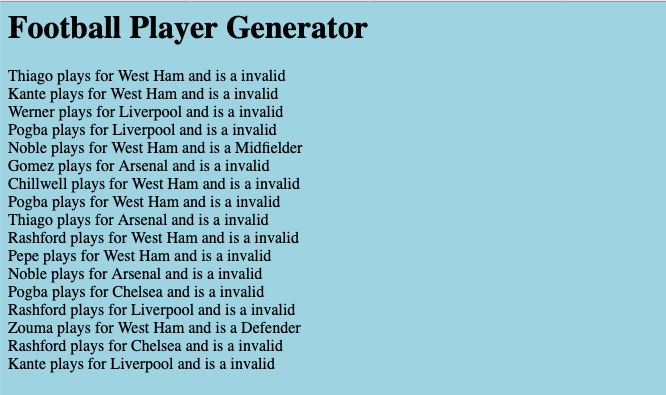 Football Player Generator
Thiago plays for West Ham and is a invalid
Kante plays for West Ham and is a invalid
Werner plays for Liverpool and is a invalid
Pogba plays for Liverpool and is a invalid
Noble plays for West Ham and is a Midfielder
Gomez plays for Arsenal and is a invalid
Chillwell plays for West Ham and is a invalid
Pogba plays for West Ham and is a invalid
Thiago plays for Arsenal and is a invalid
Rashford plays for West Ham and is a invalid
Pepe plays for West Ham and is a invalid
Noble plays for Arsenal and is a invalid
Pogba plays for Chelsea and is a invalid
Rashford plays for Liverpool and is a invalid
Zouma plays for West Ham and is a Defender
Rashford plays for Chelsea and is a invalid
Kante plays for Liverpool and is a invalid